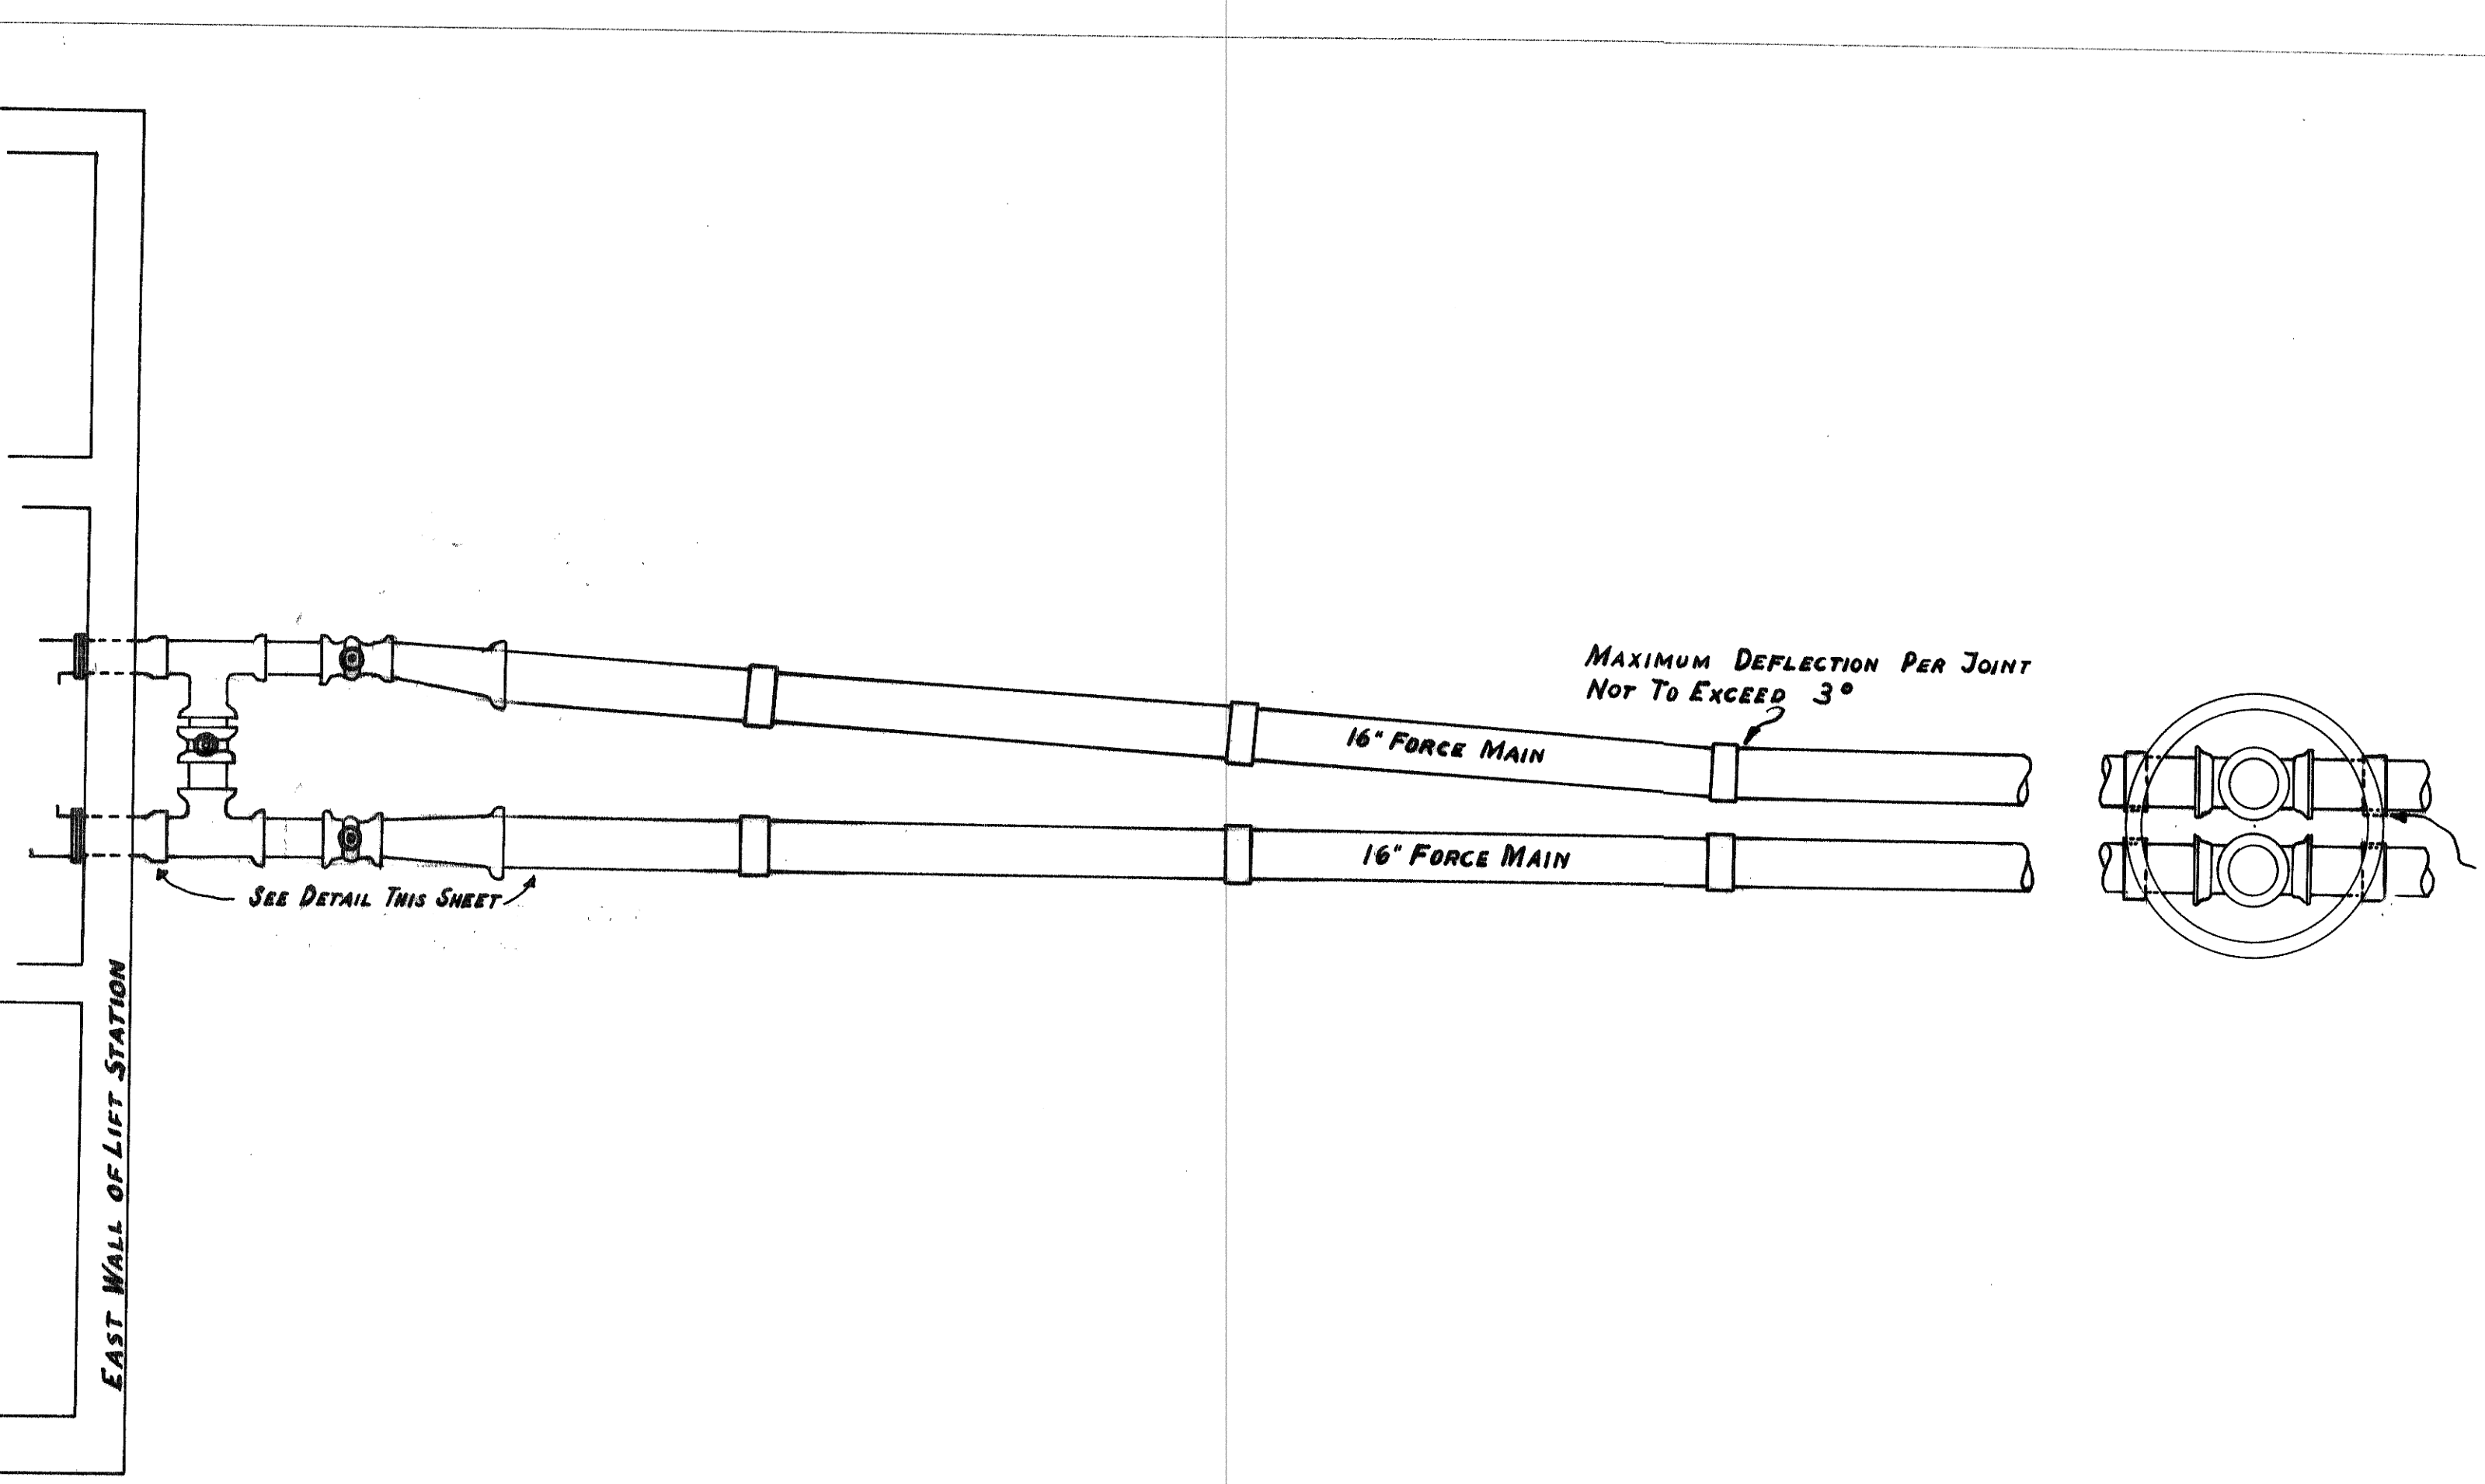 MAXIMUM DEFLECTION PER JOINT
NOT TO EXCEED 3°
16" FORCE MAIN
16" FORCE MAIN
SEE DETAIL THIS SHEET
EAST WALL OF LIFT STATION